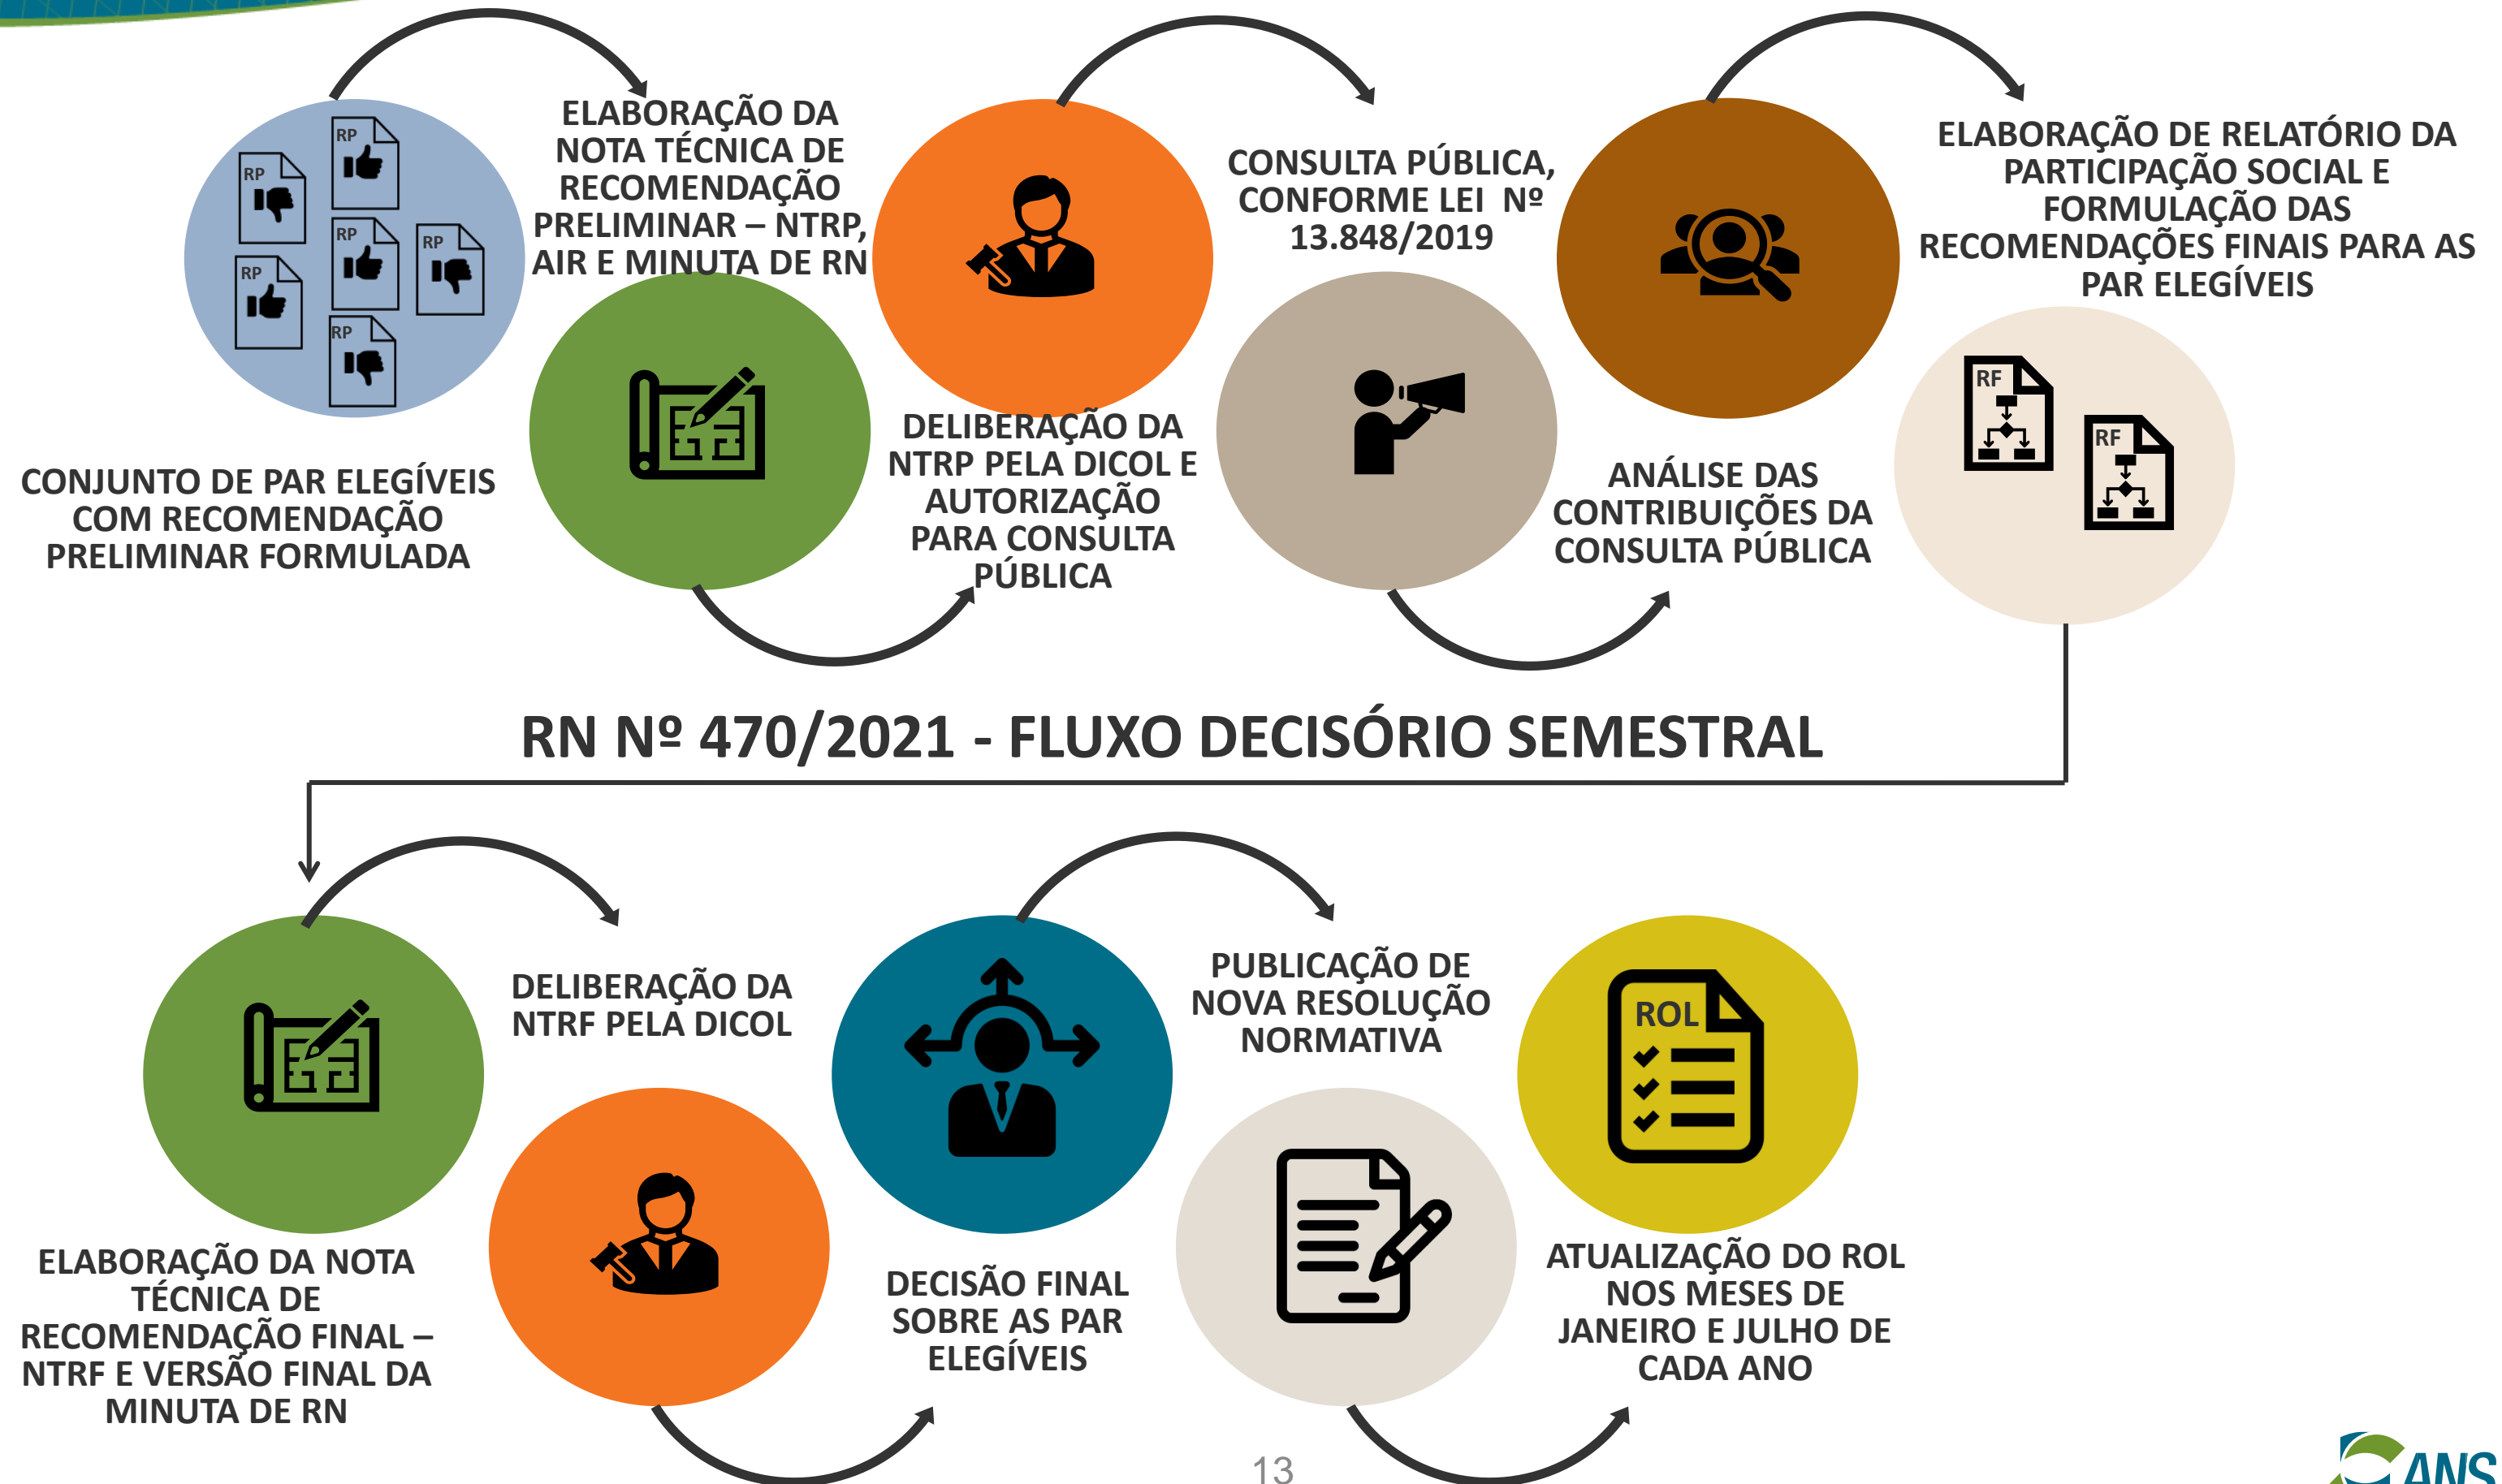 RP
RP
RP
RP
RP
RP
CONJUNTO DE PAR ELEGÍVEIS
COM RECOMENDAÇÃO
PRELIMINAR FORMULADA
ELABORAÇÃO DA
NOTA TÉCNICA DE
RECOMENDAÇÃO
PRELIMINAR – NTRP,
AIR E MINUTA DE RN
DELIBERAÇÃO DA
NTRP PELA DICOL E
AUTORIZAÇÃO
PARA CONSULTA
PÚBLICA
CONSULTA PÚBLICA,
CONFORME LEI Nº
13.848/2019
ANÁLISE DAS
CONTRIBUIÇÕES DA
CONSULTA PÚBLICA
ELABORAÇÃO DE RELATÓRIO DA
PARTICIPAÇÃO SOCIAL E
FORMULAÇÃO DAS
RECOMENDAÇÕES FINAIS PARA AS
PAR ELEGÍVEIS
RF
RF
RN Nº 470/2021 - FLUXO DECISÓRIO SEMESTRAL
ELABORAÇÃO DA NOTA
TÉCNICA DE
RECOMENDAÇÃO FINAL –
NTRF E VERSÃO FINAL DA
MINUTA DE RN
DELIBERAÇÃO DA
NTRF PELA DICOL
DECISÃO FINAL
SOBRE AS PAR
ELEGÍVEIS
PUBLICAÇÃO DE
NOVA RESOLUÇÃO
NORMATIVA
ROL
ATUALIZAÇÃO DO ROL
NOS MESES DE
JANEIRO E JULHO DE
CADA ANO
13
ANS